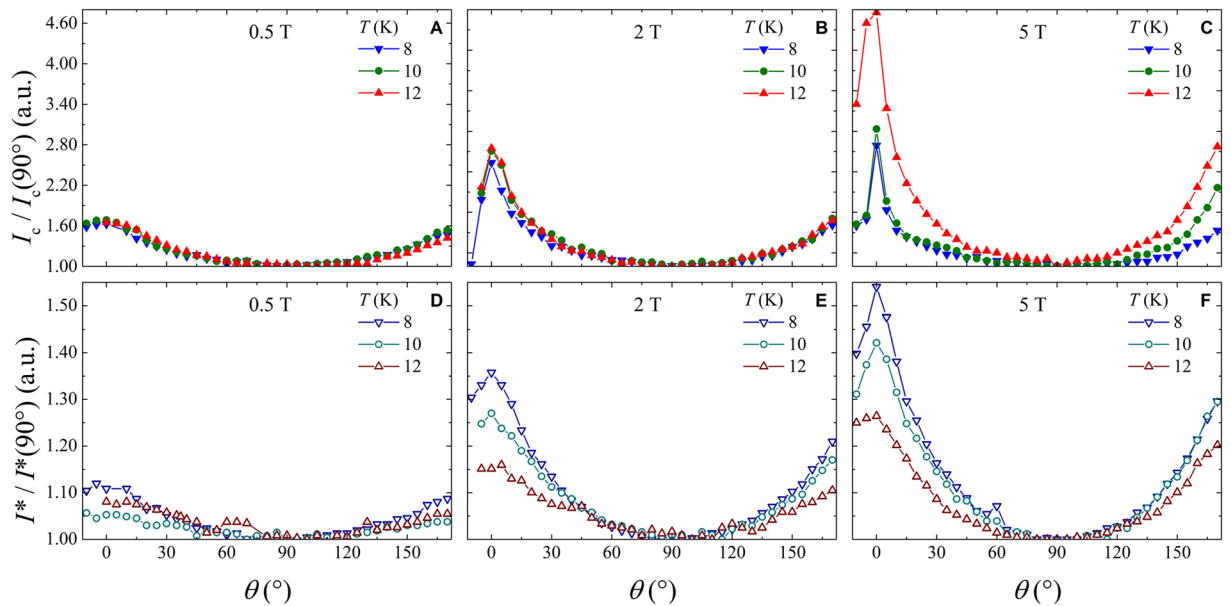 I_c / I_c(90°) (a.u.)
4.60
4.00
3.40
2.80
2.20
1.60
1.00
0.5 T
A
T (K)
8
10
12
2 T
B
T (K)
8
10
12
5 T
C
T (K)
8
10
12
I* / I*(90°) (a.u.)
1.50
1.40
1.30
1.20
1.10
1.00
0.5 T
D
T (K)
8
10
12
2 T
E
T (K)
8
10
12
5 T
F
T (K)
8
10
12
0 30 60 90 120 150
0 30 60 90 120 150
0 30 60 90 120 150
θ (°)
θ (°)
θ (°)